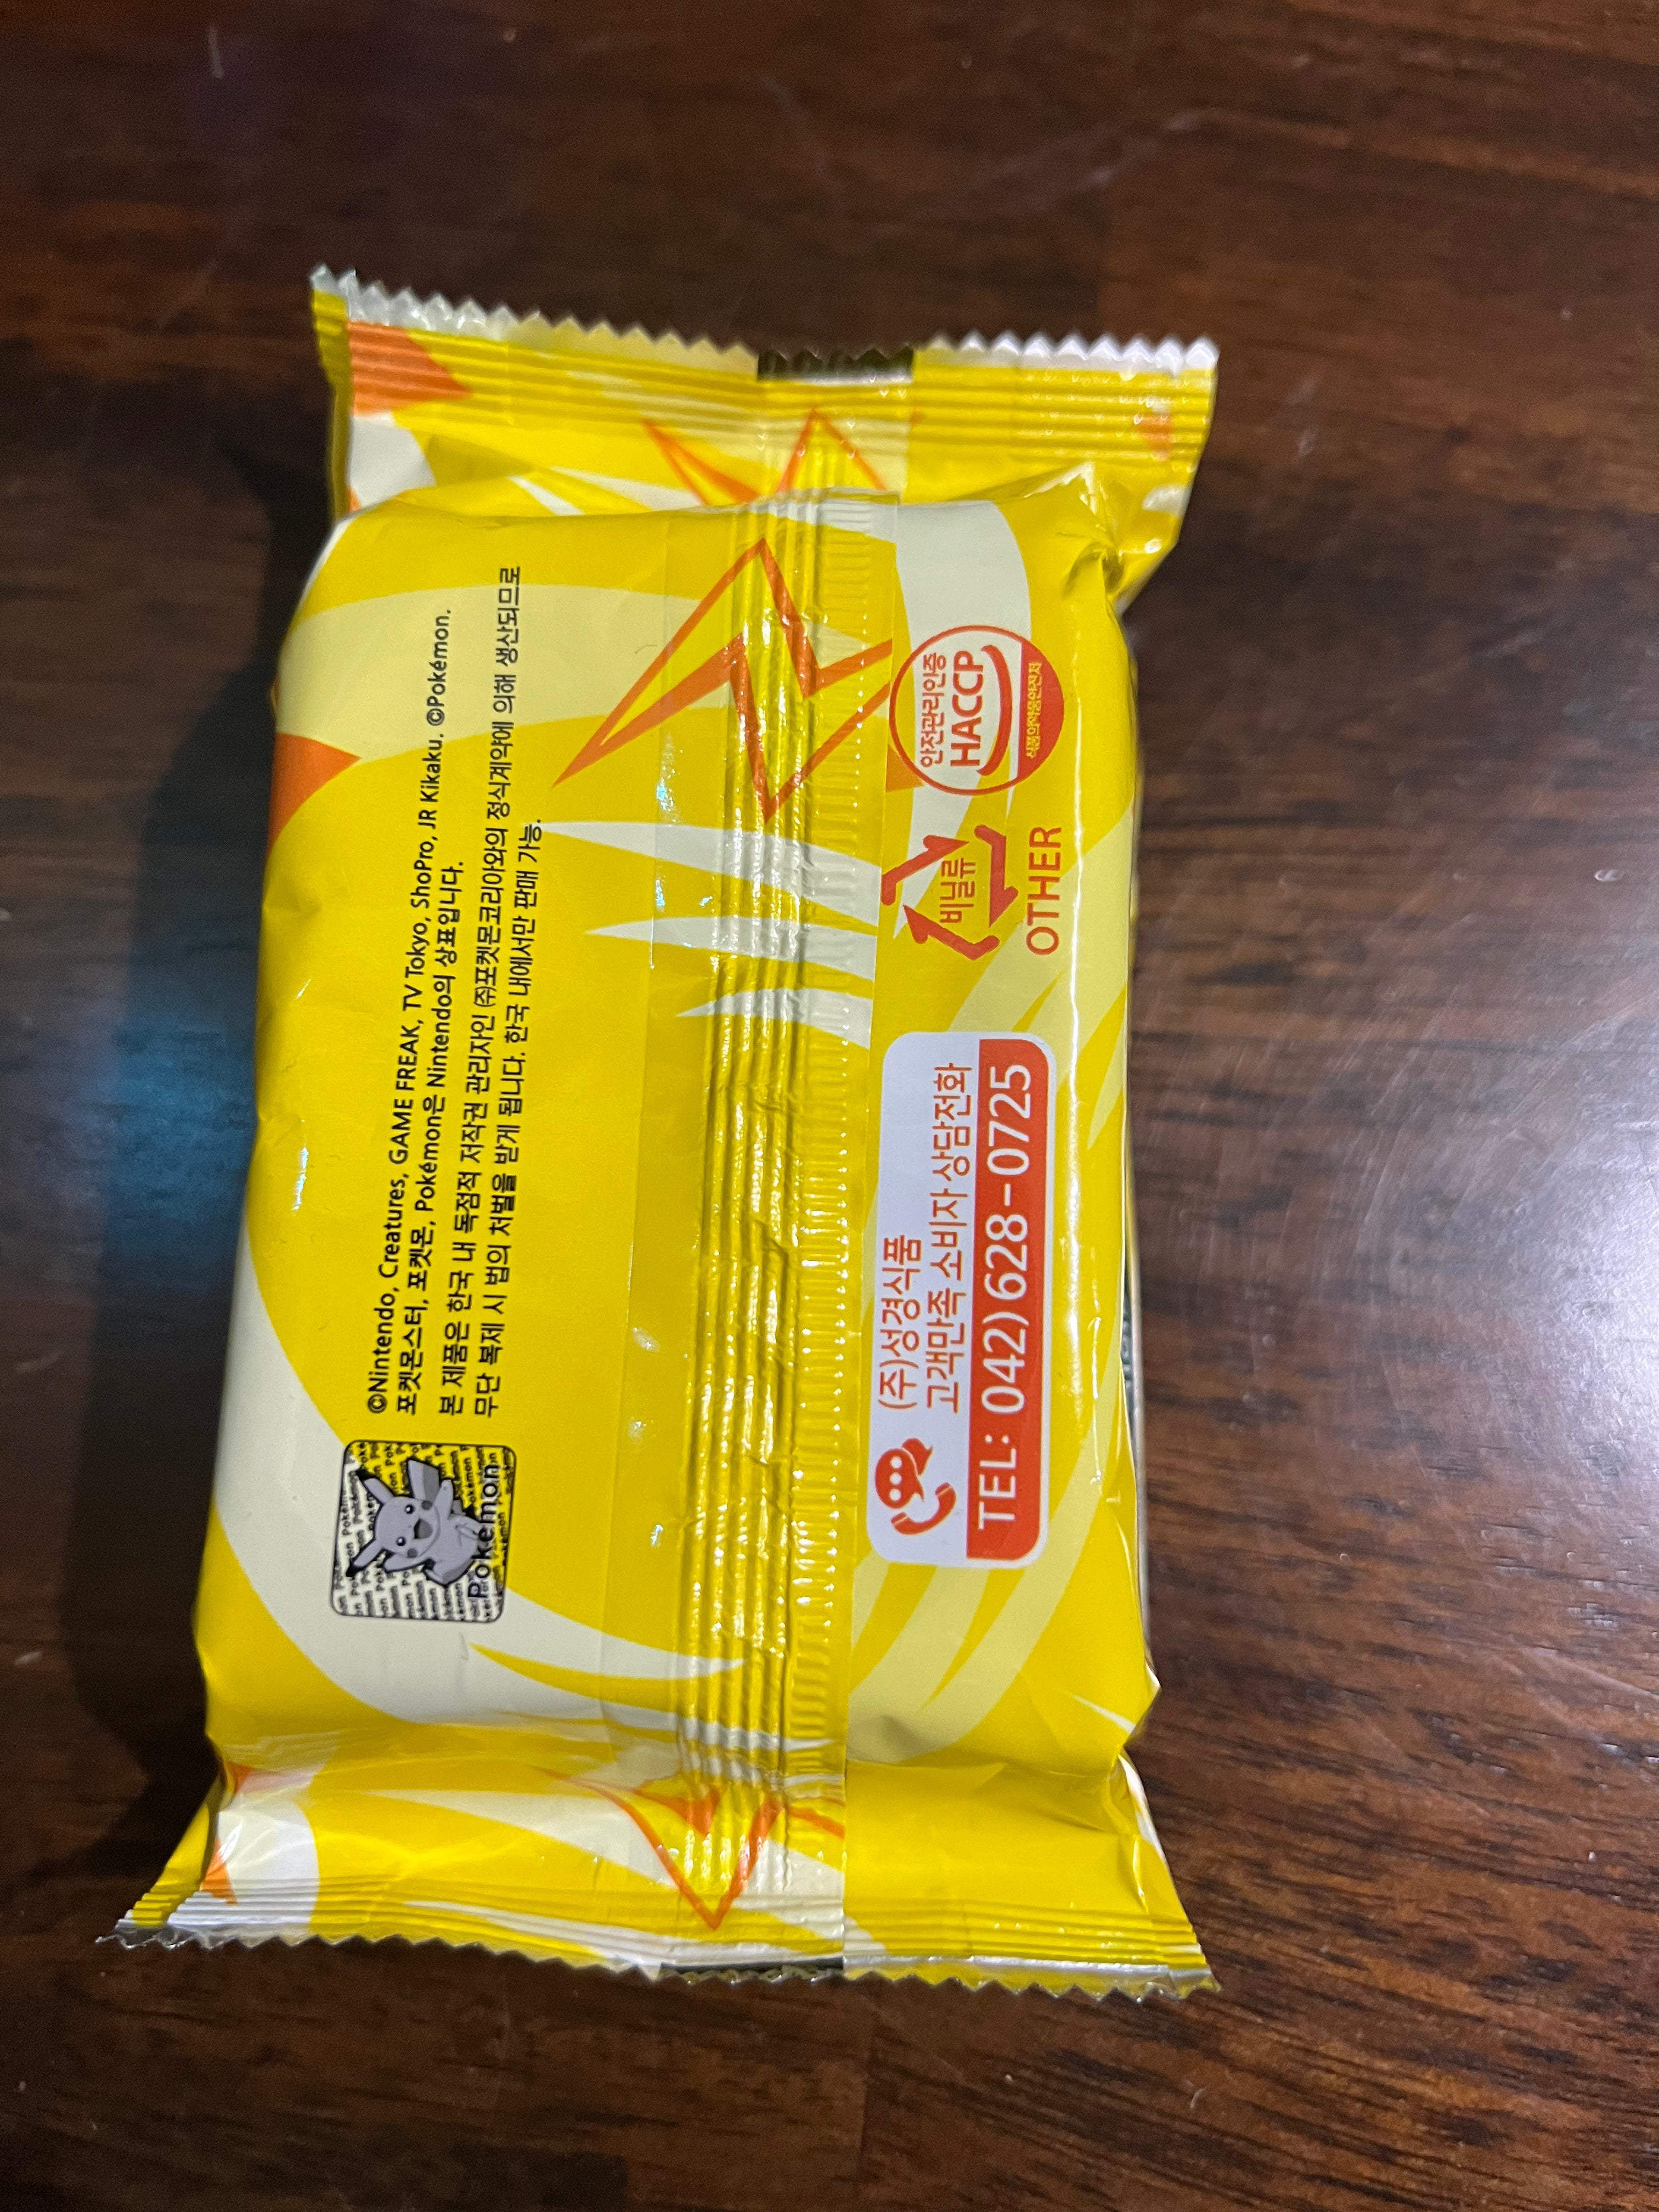 ©Nintendo, Creatures, GAME FREAK, TV Tokyo, ShoPro, JR Kikaku. ©Pokémon.
포켓몬스터, 포켓몬, Pokémon은 Nintendo의 상표입니다.
본 제품은 한국 내 독점적 저작권 관리자인 ㈜포켓몬코리아와의 정식계약에 의해 생산되므로
무단 복제 시 법의 처벌을 받게 됩니다. 한국 내에서만 판매 가능.
Pokémon
(주)성경식품
고객만족 소비자 상담전화
TEL: 042) 628-0725
비닐류
OTHER
안전관리인증
HACCP
식품의약품안전처